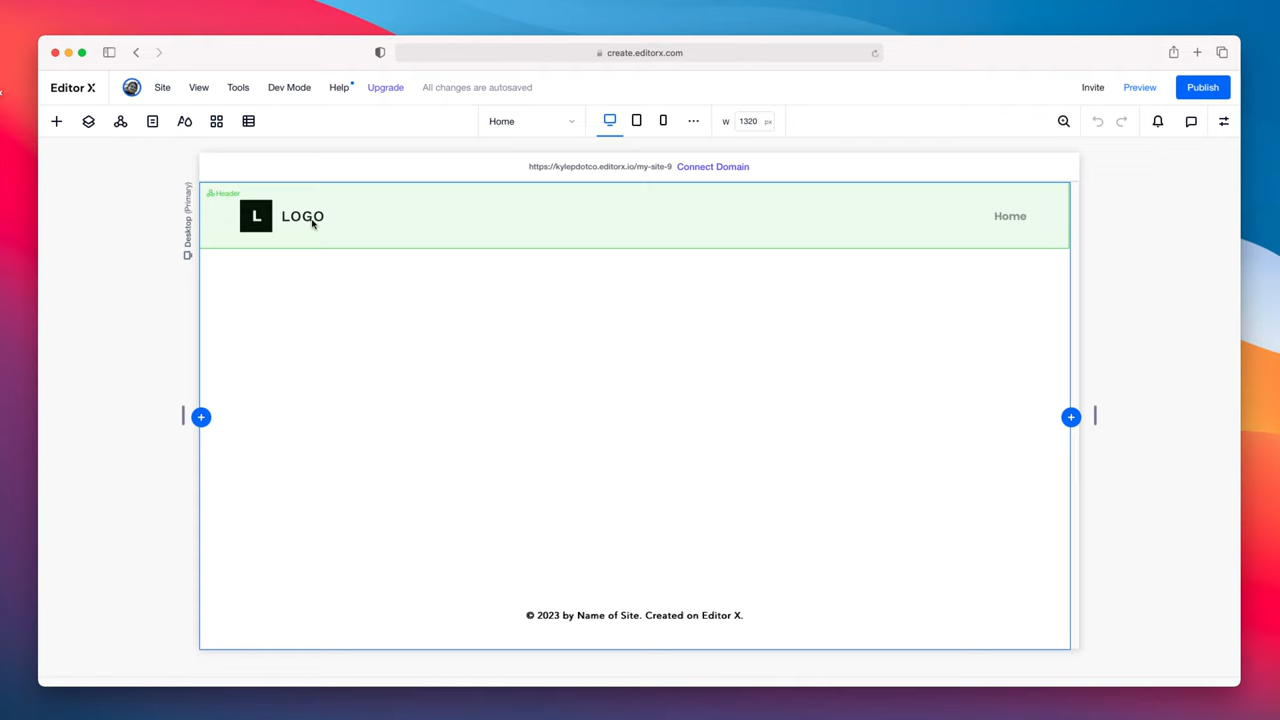 create.editorx.com
Editor X Site View Tools Dev Mode Help Upgrade All changes are autosaved Invite Preview Publish
Home W 1320 px
https://kylepdotco.editorx.io/my-site-9 Connect Domain
Desktop (Primary)
Header
L LOGO Home
© 2023 by Name of Site. Created on Editor X.